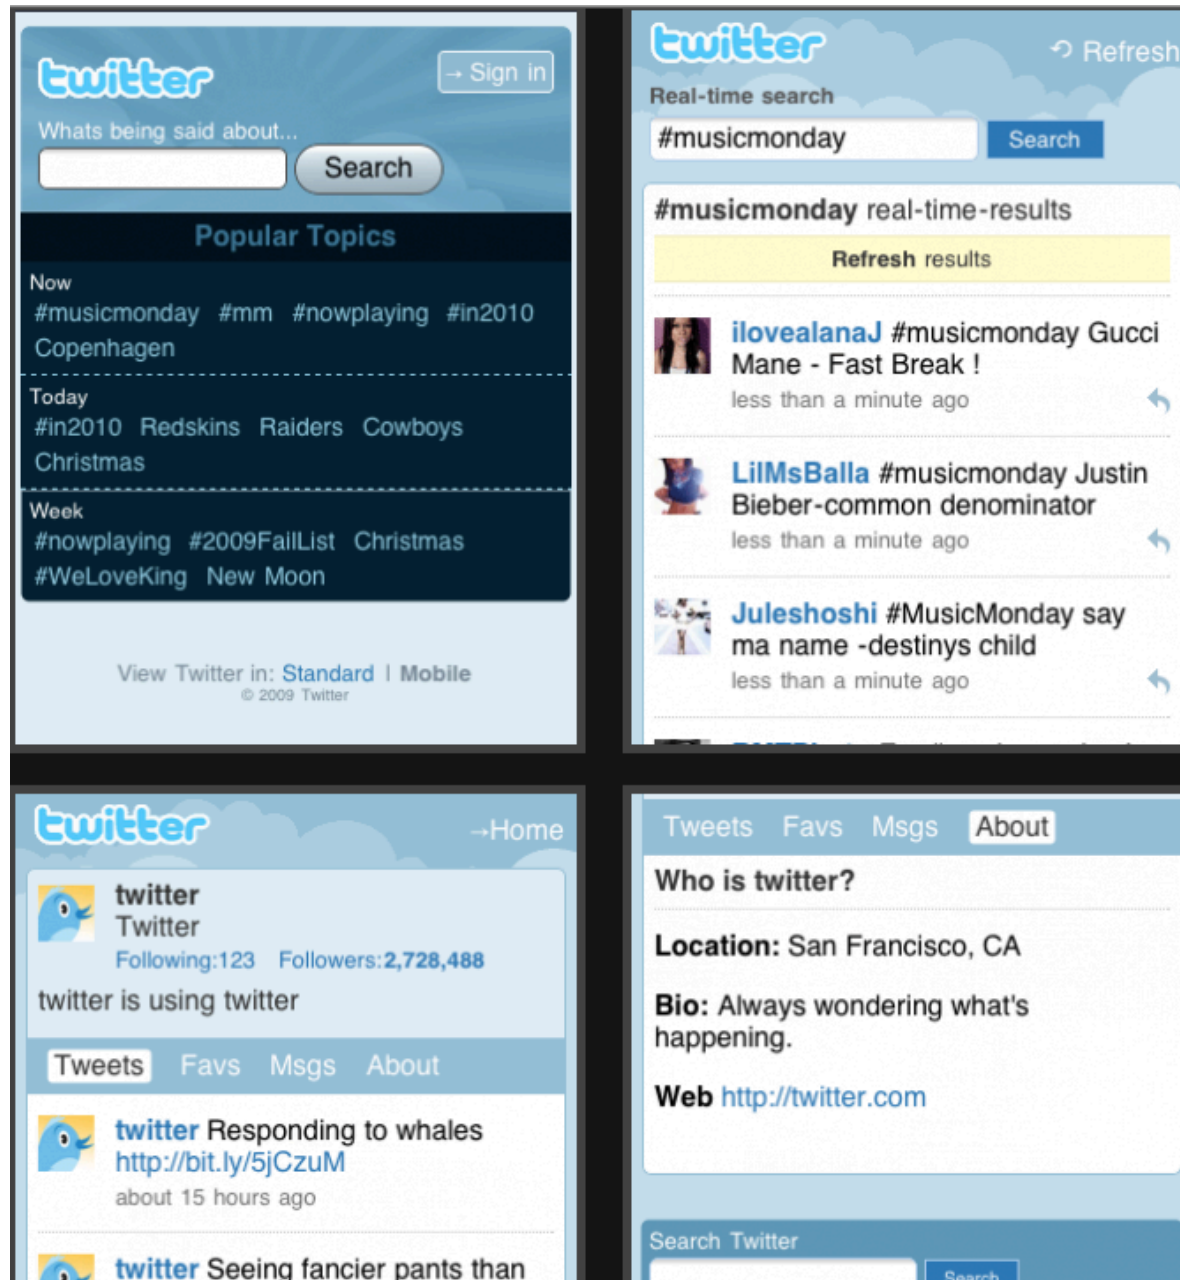 twitter
→ Sign in
Whats being said about...
Search
Popular Topics
Now
#musicmonday #mm #nowplaying #in2010
Copenhagen
Today
#in2010 Redskins Raiders Cowboys
Christmas
Week
#nowplaying #2009FailList Christmas
#WeLoveKing New Moon
View Twitter in: Standard | Mobile
© 2009 Twitter
twitter
Refresh
Real-time search
#musicmonday Search
#musicmonday real-time-results
Refresh results
ilovealanaJ #musicmonday Gucci
Mane - Fast Break !
less than a minute ago
LilMsBalla #musicmonday Justin
Bieber-common denominator
less than a minute ago
Juleshoshi #MusicMonday say
ma name -destinys child
less than a minute ago
twitter
→Home
twitter
Twitter
Following:123 Followers:2,728,488
twitter is using twitter
Tweets Favs Msgs About
twitter Responding to whales
http://bit.ly/5jCzuM
about 15 hours ago
twitter Seeing fancier pants than
Tweets Favs Msgs About
Who is twitter?
Location: San Francisco, CA
Bio: Always wondering what's
happening.
Web http://twitter.com
Search Twitter
Search